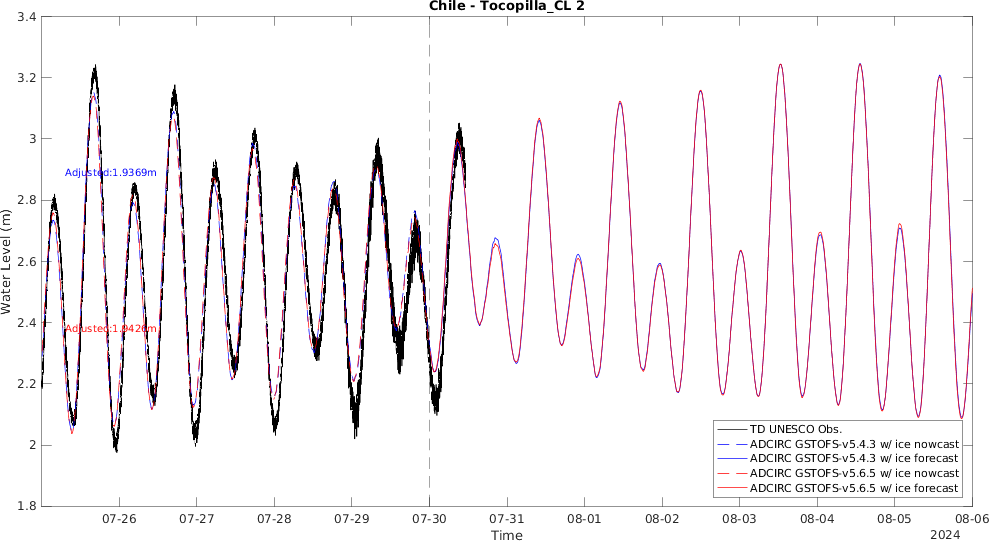 Chile - Tocopilla_CL 2
3.4
3.2
3
2.8
2.6
2.4
2.2
2
1.8
Water Level (m)
Adjusted:1.9369m
Adjusted:1.9426m
TD UNESCO Obs.
ADCIRC GSTOFS-v5.4.3 w/ ice nowcast
ADCIRC GSTOFS-v5.4.3 w/ ice forecast
ADCIRC GSTOFS-v5.6.5 w/ ice nowcast
ADCIRC GSTOFS-v5.6.5 w/ ice forecast
07-26 07-27 07-28 07-29 07-30 07-31 08-01 08-02 08-03 08-04 08-05 08-06
Time
2024